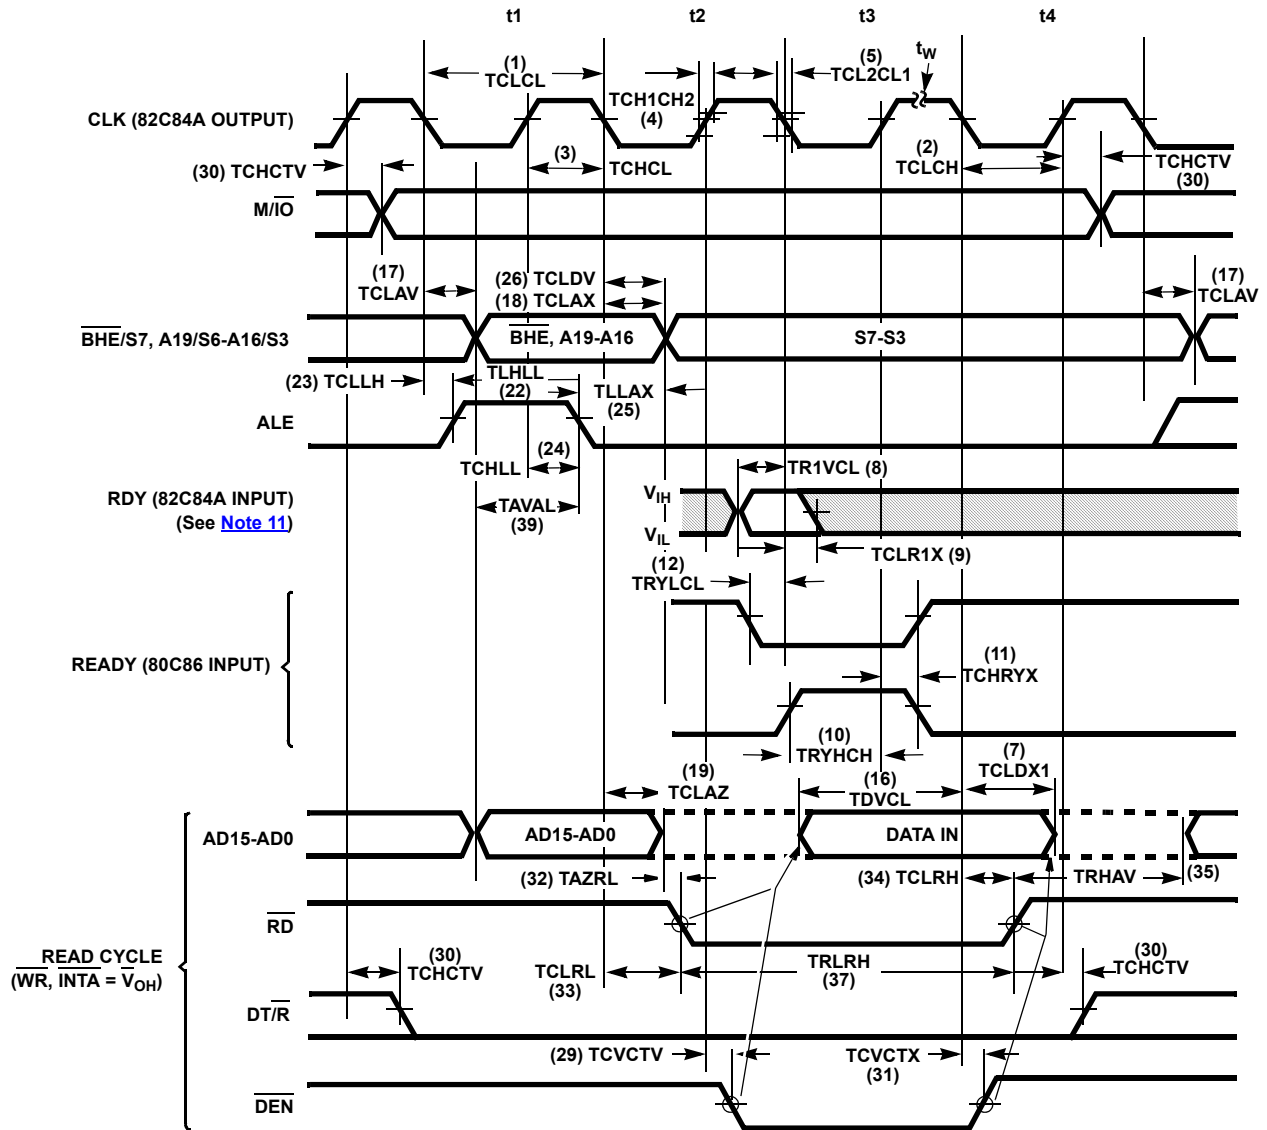 t1 t2 t3 t4
(1)
TCLCL
TCH1CH2
(4)
(5)
TCL2CL1
tW
CLK (82C84A OUTPUT)
(30) TCHCTV
(3)
TCHCL
(2)
TCLCH
TCHCTV
(30)
M/IO
(17)
TCLAV
(26) TCLDV
(18) TCLAX
(17)
TCLAV
BHE/S7, A19/S6-A16/S3
BHE, A19-A16
S7-S3
(23) TCLLH
TLHLL
(22)
TLLAX
(25)
ALE
TCHLL
(24)
TR1VCL (8)
RDY (82C84A INPUT)
(See Note 11)
VIH
VIL
TAVAL
(39)
TCLR1X (9)
(12)
TRYLCL
READY (80C86 INPUT)
(11)
TCHRYX
(10)
TRYHCH
(7)
TCLDX1
(19)
TCLAZ
(16)
TDVCL
AD15-AD0
AD15-AD0
DATA IN
(32) TAZRL
(34) TCLRH
TRHAV
(35)
RD
READ CYCLE
(WR, INTA = VOH)
(30)
TCHCTV
TCLRL
(33)
TRLRH
(37)
(30)
TCHCTV
DT/R
(29) TCVCTV
TCVCTX
(31)
DEN